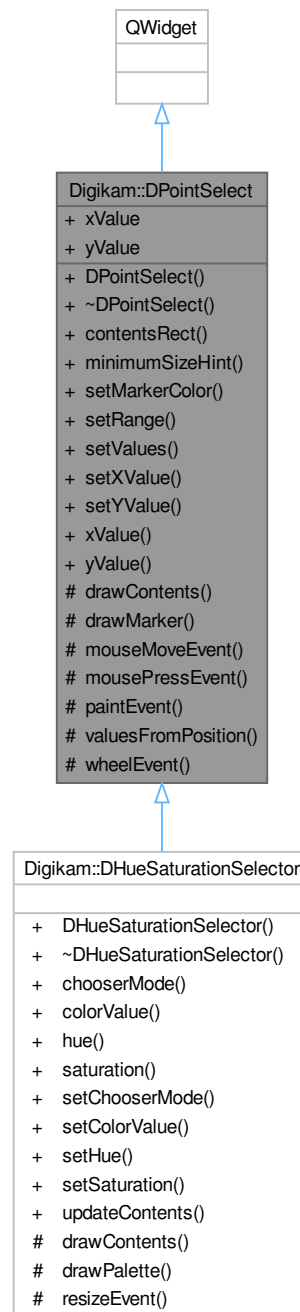 QWidget
Digikam::DPointSelect
+ xValue
+ yValue
+ DPointSelect()
+ ~DPointSelect()
+ contentsRect()
+ minimumSizeHint()
+ setMarkerColor()
+ setRange()
+ setValues()
+ setXValue()
+ setYValue()
+ xValue()
+ yValue()
# drawContents()
# drawMarker()
# mouseMoveEvent()
# mousePressEvent()
# paintEvent()
# valuesFromPosition()
# wheelEvent()
Digikam::DHueSaturationSelector
+ DHueSaturationSelector()
+ ~DHueSaturationSelector()
+ chooserMode()
+ colorValue()
+ hue()
+ saturation()
+ setChooserMode()
+ setColorValue()
+ setHue()
+ setSaturation()
+ updateContents()
# drawContents()
# drawPalette()
# resizeEvent()